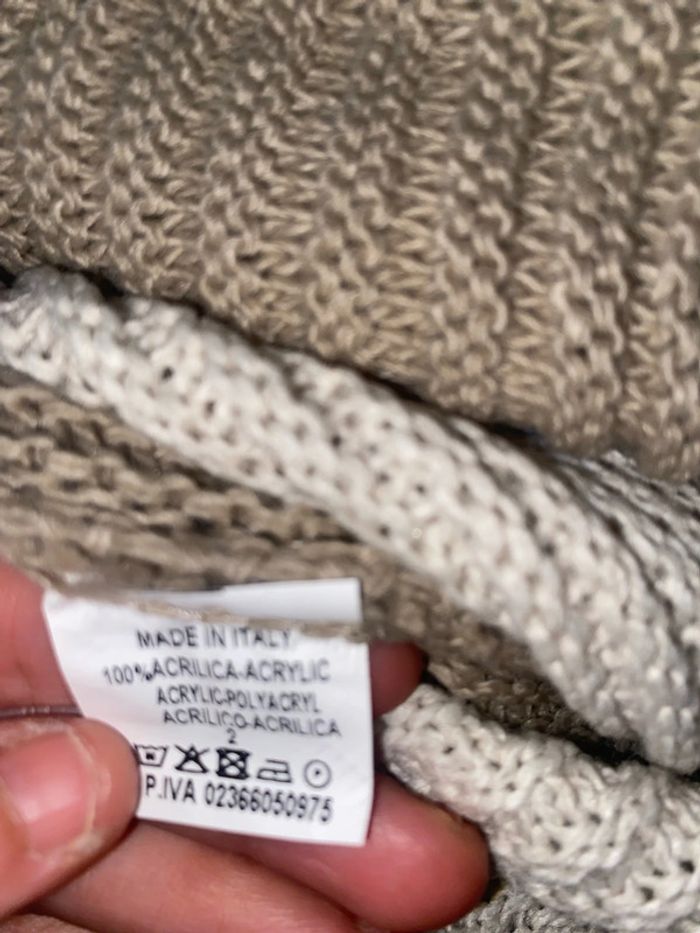 MADE IN ITALY
100%ACRILICA-ACRYLIC
ACRYLIC-POLYACRYL
ACRILICO-ACRILICA
2
P.IVA 02366050975